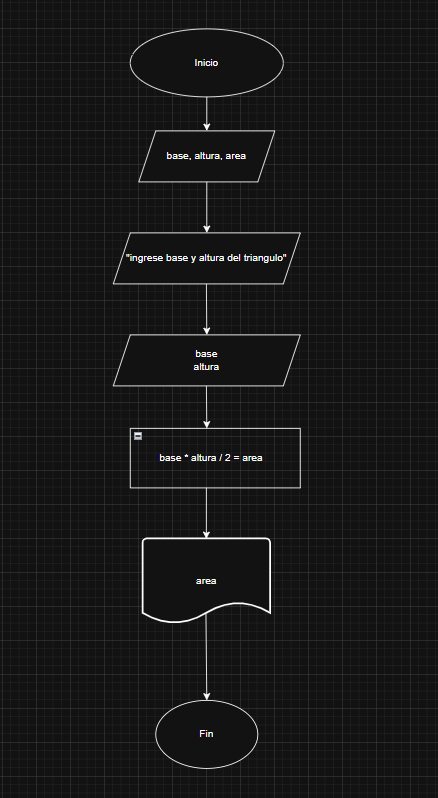 Inicio
base, altura, area
"ingrese base y altura del triangulo"
base
altura
base * altura / 2 = area
area
Fin